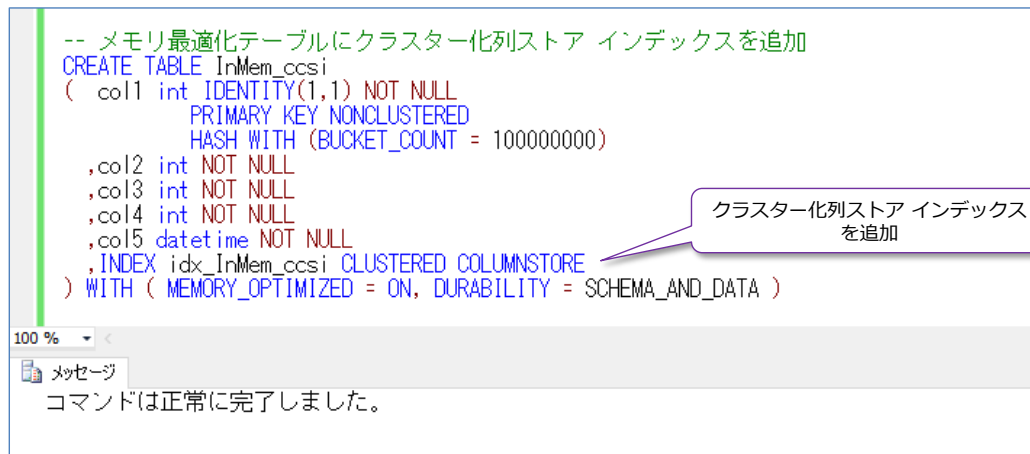 -- メモリ最適化テーブルにクラスター化列ストア インデックスを追加
CREATE TABLE InMem_ccsi
(  col1 int IDENTITY(1,1) NOT NULL
PRIMARY KEY NONCLUSTERED
HASH WITH (BUCKET_COUNT = 100000000)
,col2 int NOT NULL
,col3 int NOT NULL
,col4 int NOT NULL
,col5 datetime NOT NULL
,INDEX idx_InMem_ccsi CLUSTERED COLUMNSTORE
) WITH ( MEMORY_OPTIMIZED = ON, DURABILITY = SCHEMA_AND_DATA )
クラスター化列ストア インデックス
を追加
100 %
メッセージ
コマンドは正常に完了しました。